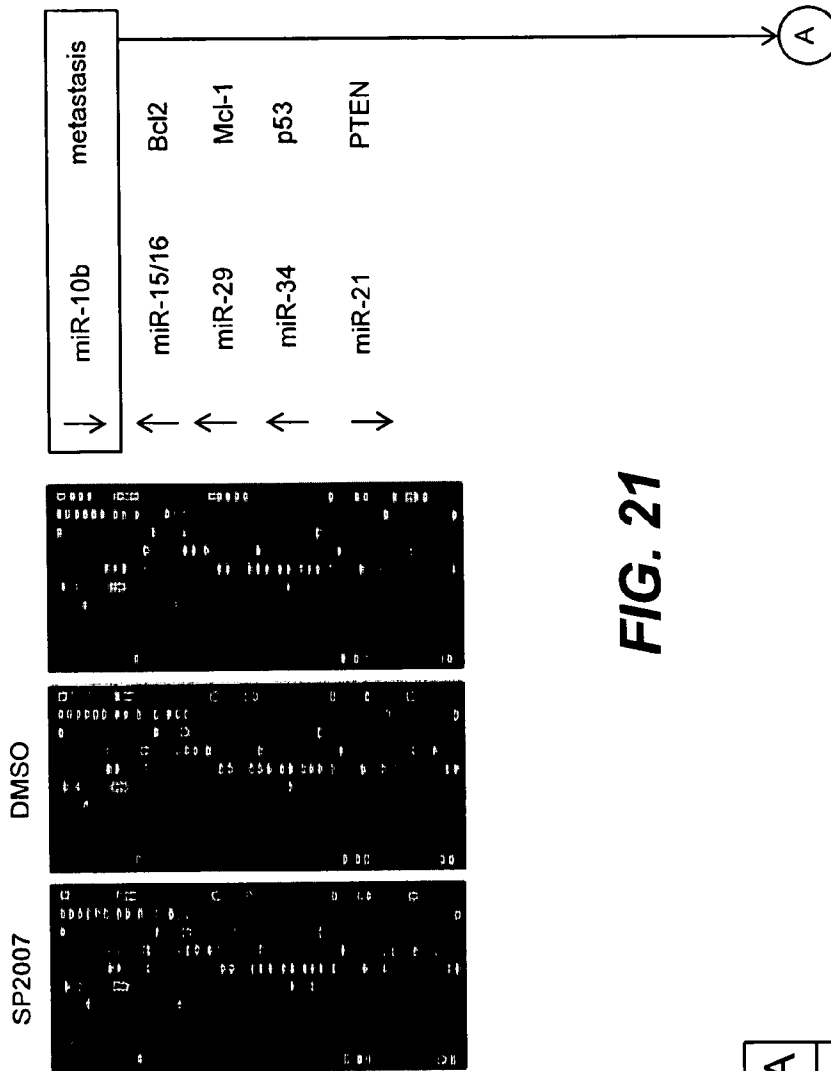 SP2007
DMSO
miR-10b metastasis
miR-15/16 Bcl2
miR-29 Mcl-1
miR-34 p53
miR-21 PTEN
A
FIG. 21
A